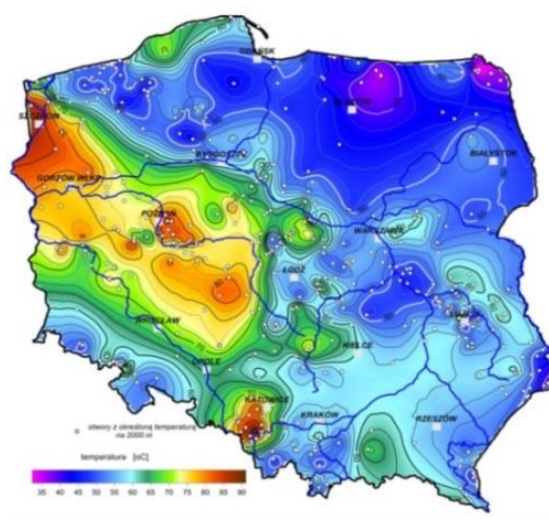 GDAŃSK
OLSZTYN
SZCZECIN
BYDGOSZCZ
BIAŁYSTOK
GORZÓW WLKP.
POZNAŃ
WARSZAWA
ŁÓDŹ
WROCŁAW
KIELCE
OPOLE
KATOWICE
KRAKÓW
RZESZÓW
otwory z określoną temperaturą
na 2000 m
temperatura [oC]
35 40 45 50 55 60 65 70 75 80 85 90